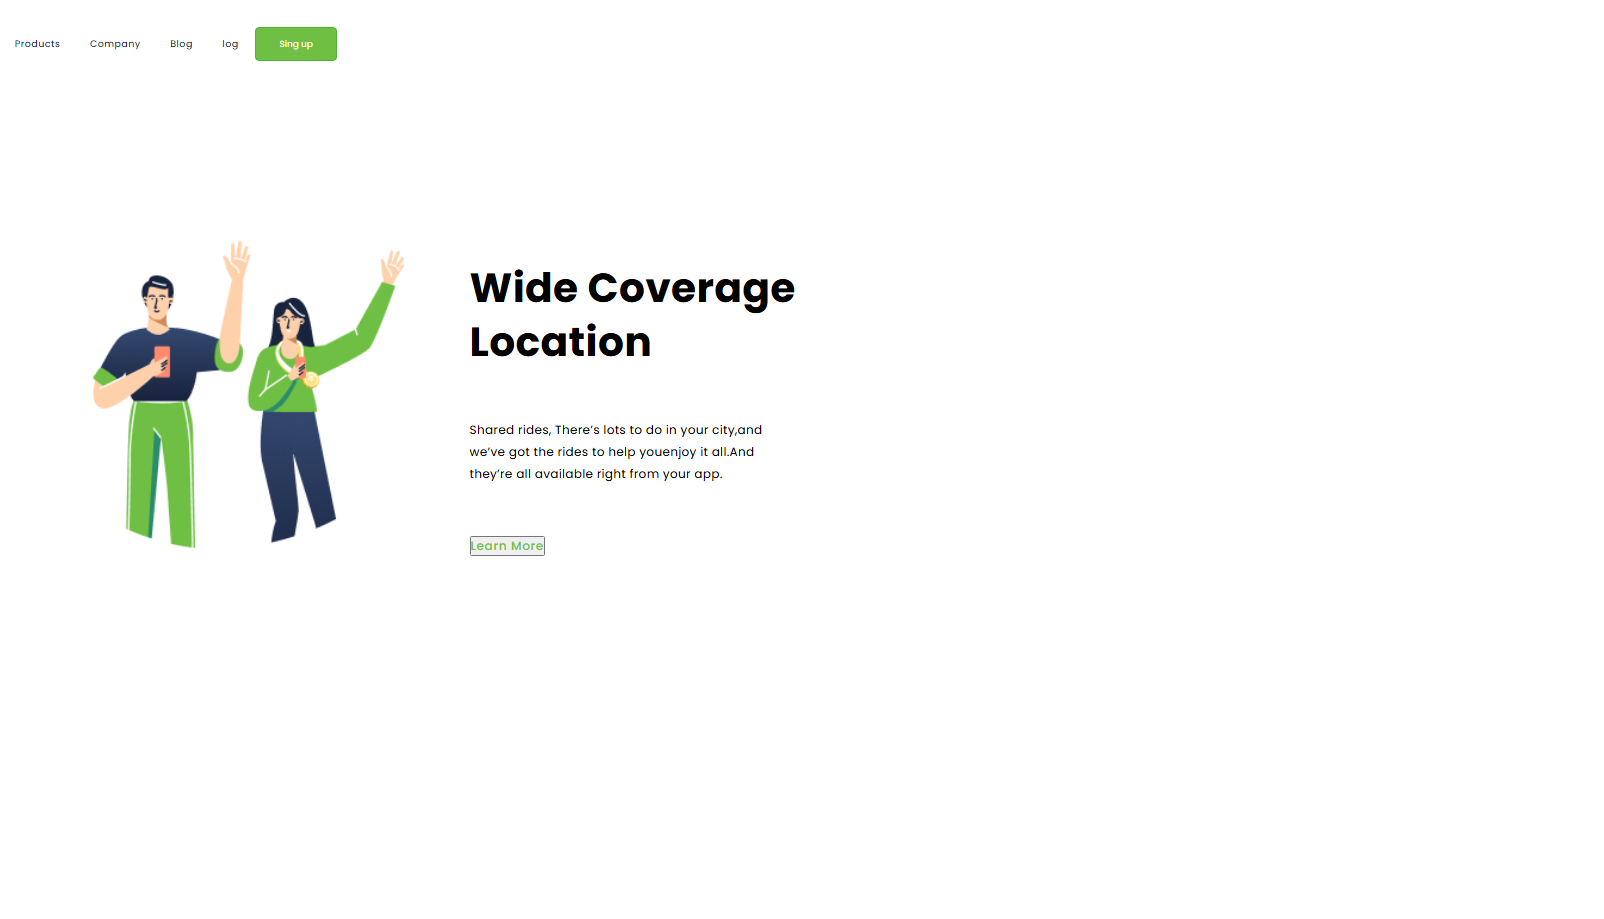 Products Company Blog log Sing up
Wide Coverage
Location
Shared rides, There’s lots to do in your city,and
we’ve got the rides to help youenjoy it all.And
they’re all available right from your app.
Learn More